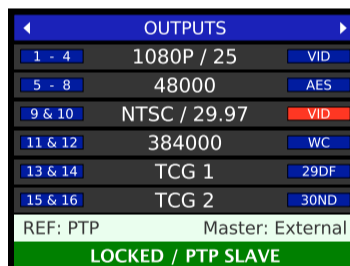 OUTPUTS
1 - 4 1080P / 25 VID
5 - 8 48000 AES
9 & 10 NTSC / 29.97 VID
11 & 12 384000 WC
13 & 14 TCG 1 29DF
15 & 16 TCG 2 30ND
REF: PTP Master: External
LOCKED / PTP SLAVE